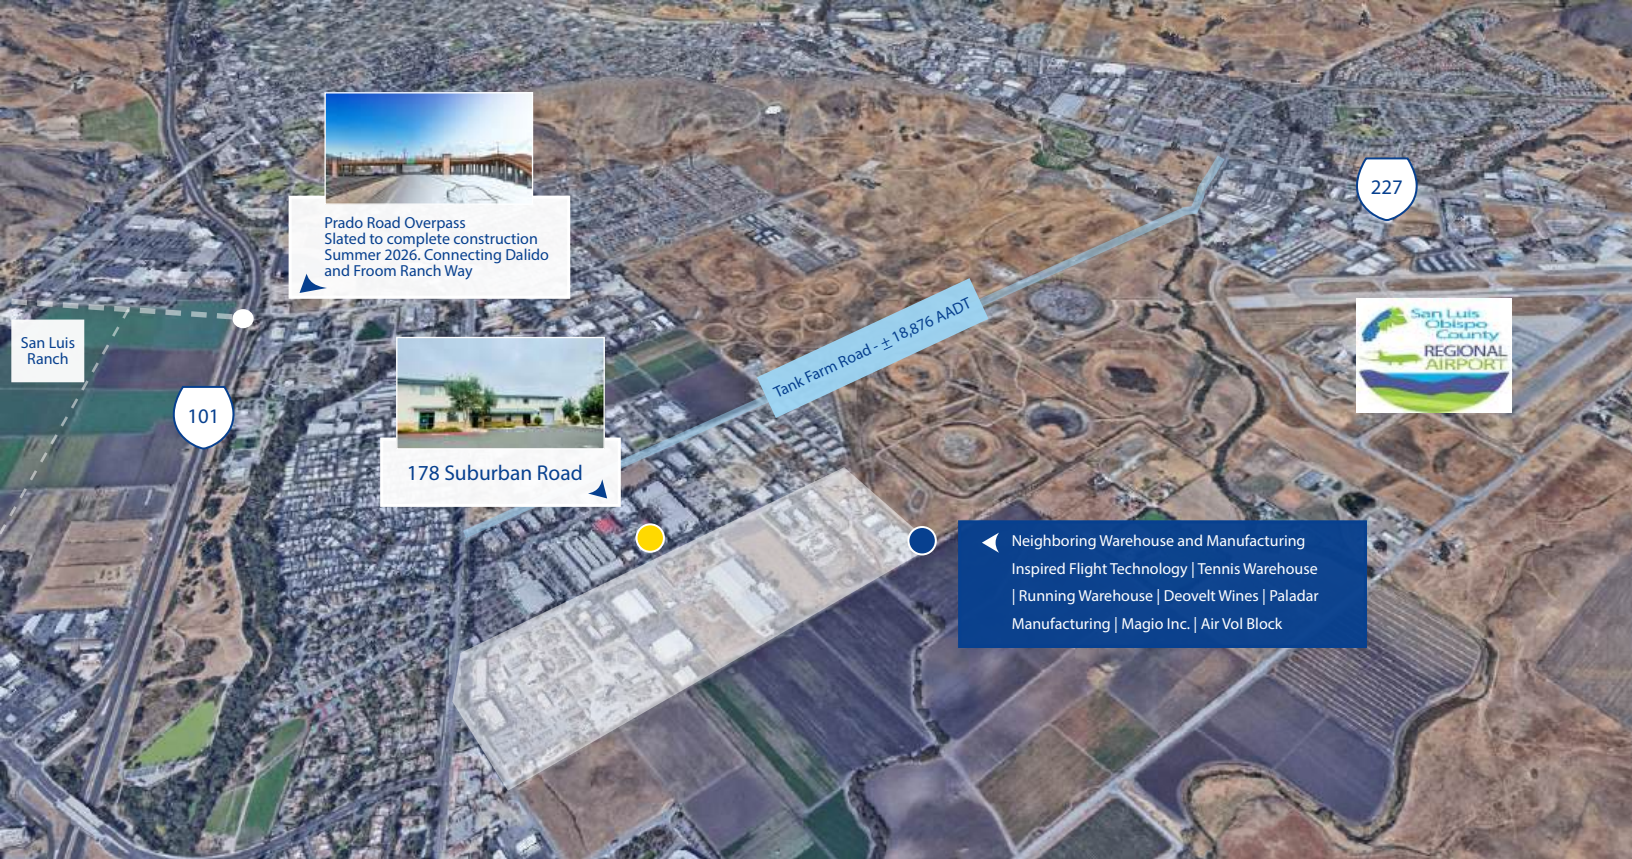 Prado Road Overpass
Slated to complete construction
Summer 2026. Connecting Dalido
and Froom Ranch Way
227
San Luis
Ranch
101
178 Suburban Road
Tank Farm Road - ± 18,876 AADT
San Luis
Obispo
County
REGIONAL
AIRPORT
Neighboring Warehouse and Manufacturing
Inspired Flight Technology | Tennis Warehouse
| Running Warehouse | Deovelt Wines | Paladar
Manufacturing | Magio Inc. | Air Vol Block